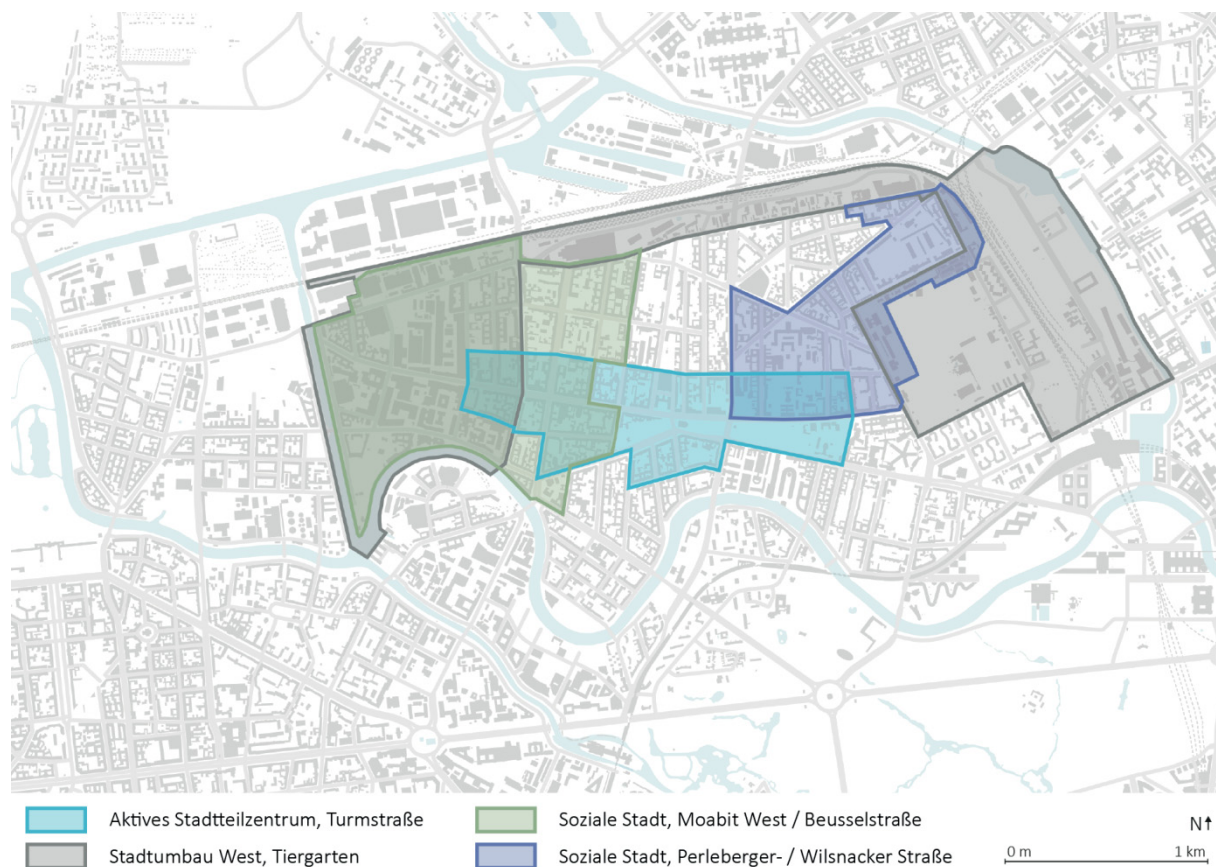 Aktives Stadtteilzentrum, Turmstraße
Stadtumbau West, Tiergarten
Soziale Stadt, Moabit West / Beusselstraße
Soziale Stadt, Perleberger- / Wilsnacker Straße
N↑
0 m 1 km